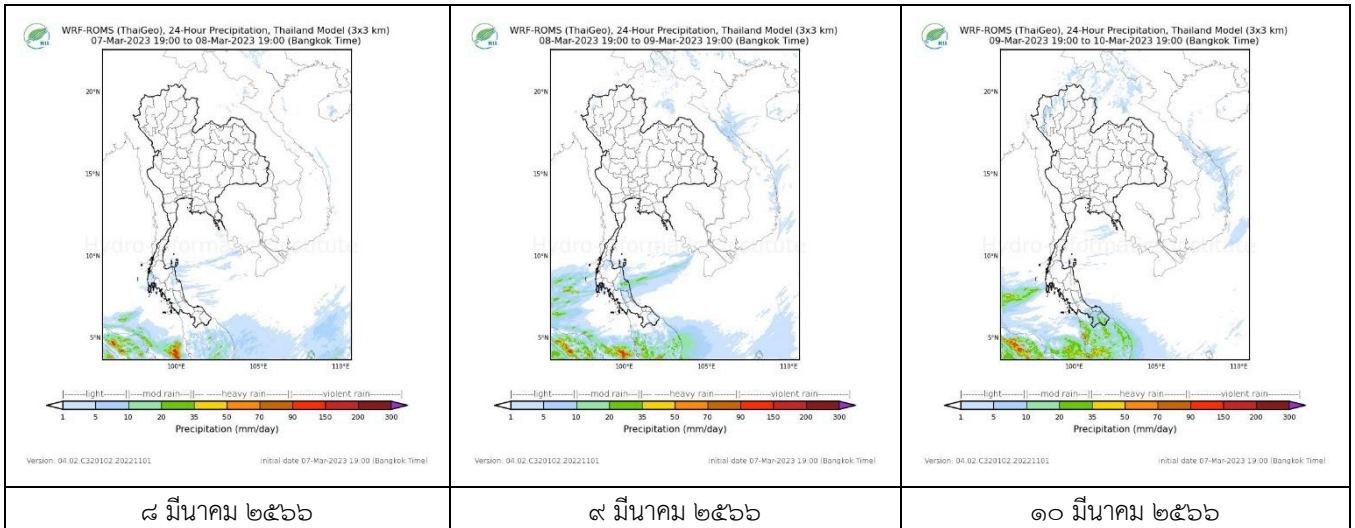 WRF-ROMS (ThaiGeo), 24-Hour Precipitation, Thailand Model (3x3 km)
07-Mar-2023 19:00 to 08-Mar-2023 19:00 (Bangkok Time)
HII
20°N
15°N
Hydro-Informatics Institute
10°N
5°N
100°E 105°E 110°E
|-------light-----||---mod rain---||--- -----heavy rain------||------violent rain-------|
1 5 10 20 35 50 70 90 150 200 300
Precipitation (mm/day)
Version: 04.02.C320102.20221101 initial date 07-Mar-2023 19:00 (Bangkok Time)
๘ มีนาคม ๒๕๖๖
WRF-ROMS (ThaiGeo), 24-Hour Precipitation, Thailand Model (3x3 km)
08-Mar-2023 19:00 to 09-Mar-2023 19:00 (Bangkok Time)
HII
20°N
15°N
Hydro-Informatics Institute
10°N
5°N
100°E 105°E 110°E
|-------light-----||---mod rain---||--- -----heavy rain------||------violent rain-------|
1 5 10 20 35 50 70 90 150 200 300
Precipitation (mm/day)
Version: 04.02.C320102.20221101 initial date 07-Mar-2023 19:00 (Bangkok Time)
๙ มีนาคม ๒๕๖๖
WRF-ROMS (ThaiGeo), 24-Hour Precipitation, Thailand Model (3x3 km)
09-Mar-2023 19:00 to 10-Mar-2023 19:00 (Bangkok Time)
HII
20°N
15°N
Hydro-Informatics Institute
10°N
5°N
100°E 105°E 110°E
|-------light-----||---mod rain---||--- -----heavy rain------||------violent rain-------|
1 5 10 20 35 50 70 90 150 200 300
Precipitation (mm/day)
Version: 04.02.C320102.20221101 initial date 07-Mar-2023 19:00 (Bangkok Time)
๑๐ มีนาคม ๒๕๖๖